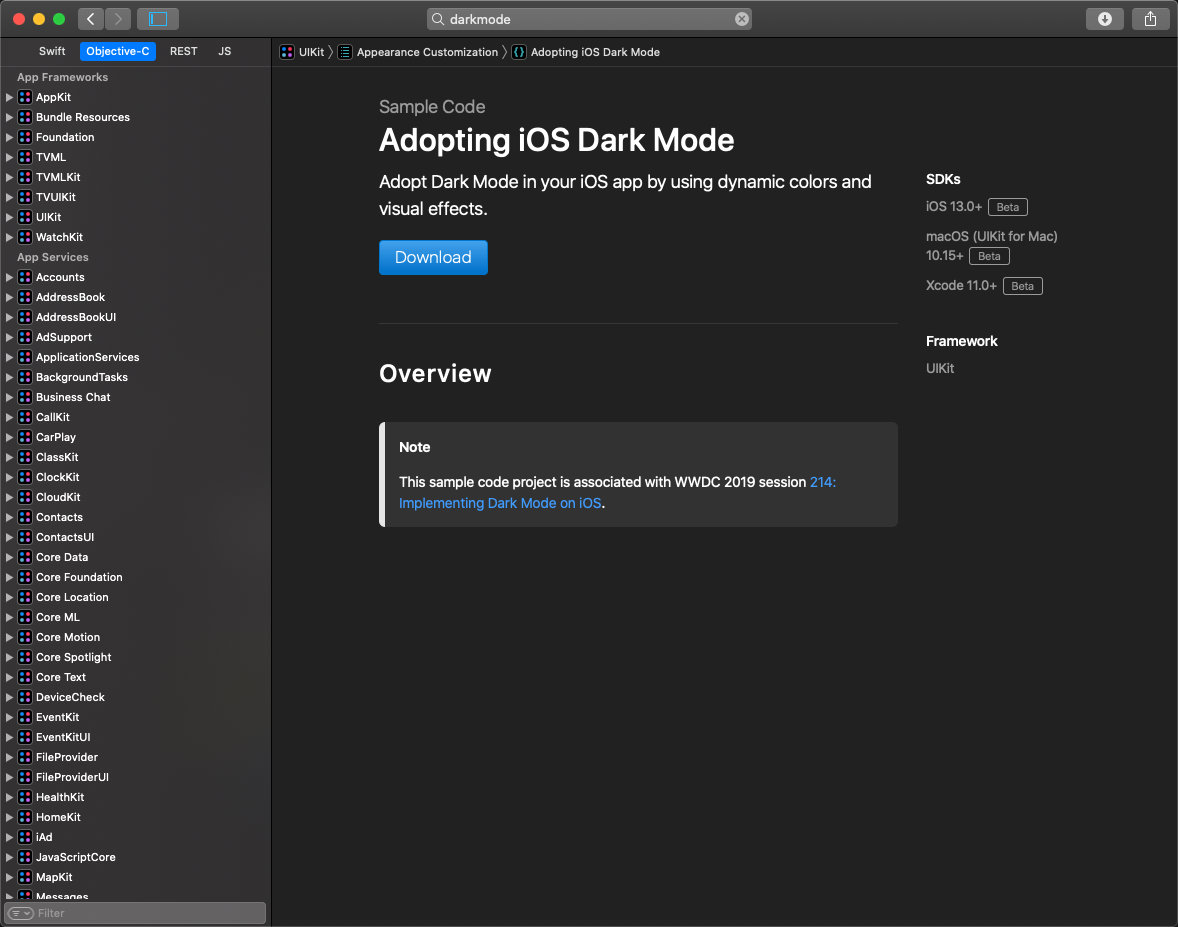 darkmode
Swift Objective-C REST JS
UIKit Appearance Customization Adopting iOS Dark Mode
App Frameworks
AppKit
Bundle Resources
Foundation
TVML
TVMLKit
TVUIKit
UIKit
WatchKit
App Services
Accounts
AddressBook
AddressBookUI
AdSupport
ApplicationServices
BackgroundTasks
Business Chat
CallKit
CarPlay
ClassKit
ClockKit
CloudKit
Contacts
ContactsUI
Core Data
Core Foundation
Core Location
Core ML
Core Motion
Core Spotlight
Core Text
DeviceCheck
EventKit
EventKitUI
FileProvider
FileProviderUI
HealthKit
HomeKit
iAd
JavaScriptCore
MapKit
Messages
Filter
Sample Code
Adopting iOS Dark Mode
Adopt Dark Mode in your iOS app by using dynamic colors and
visual effects.
Download
Overview
Note
This sample code project is associated with WWDC 2019 session 214:
Implementing Dark Mode on iOS.
SDKs
iOS 13.0+ Beta
macOS (UIKit for Mac)
10.15+ Beta
Xcode 11.0+ Beta
Framework
UIKit